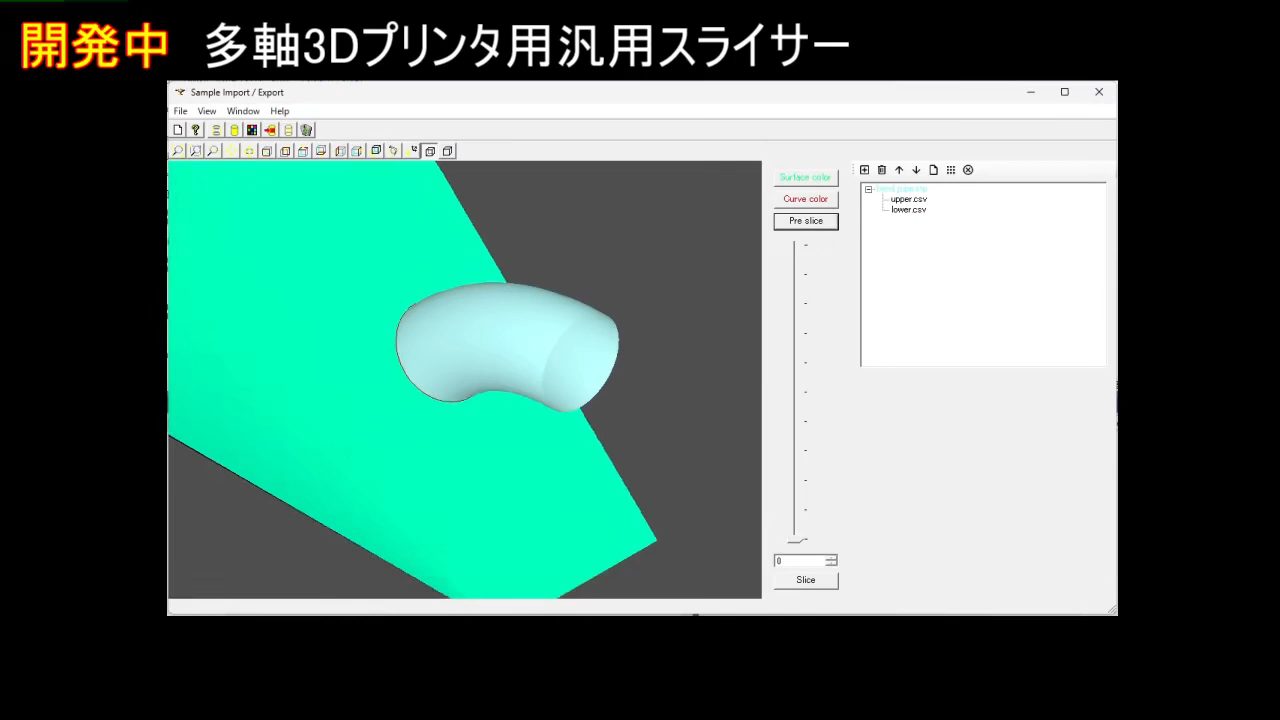 開発中 多軸3Dプリンタ用汎用スライサー
Sample Import / Export
File View Window Help
Surface color
Curve color
Pre slice
upper.csv
lower.csv
0
Slice